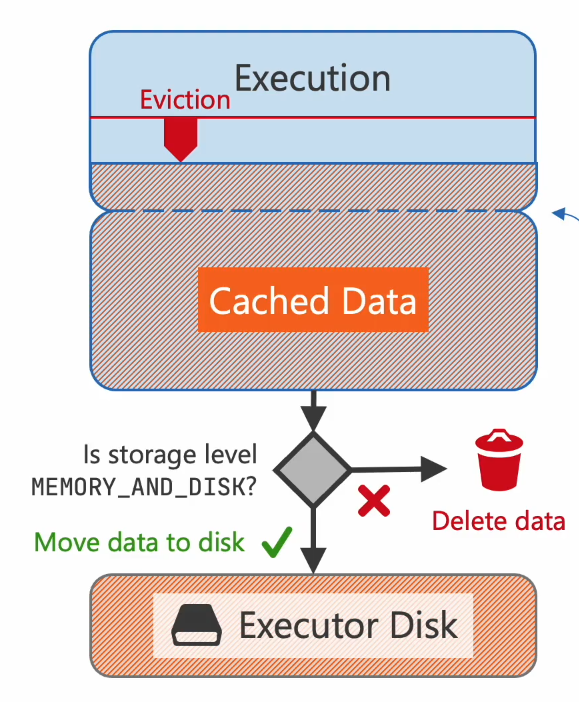 Execution
Eviction
Cached Data
Is storage level
MEMORY_AND_DISK?
Delete data
Move data to disk
Executor Disk